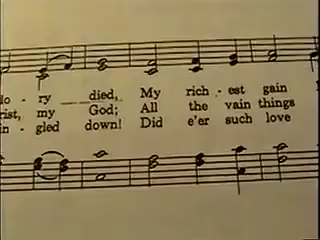 lo - ry died, My rich - est gain
rist, my God; All the vain things
in - gled down! Did e'er such love